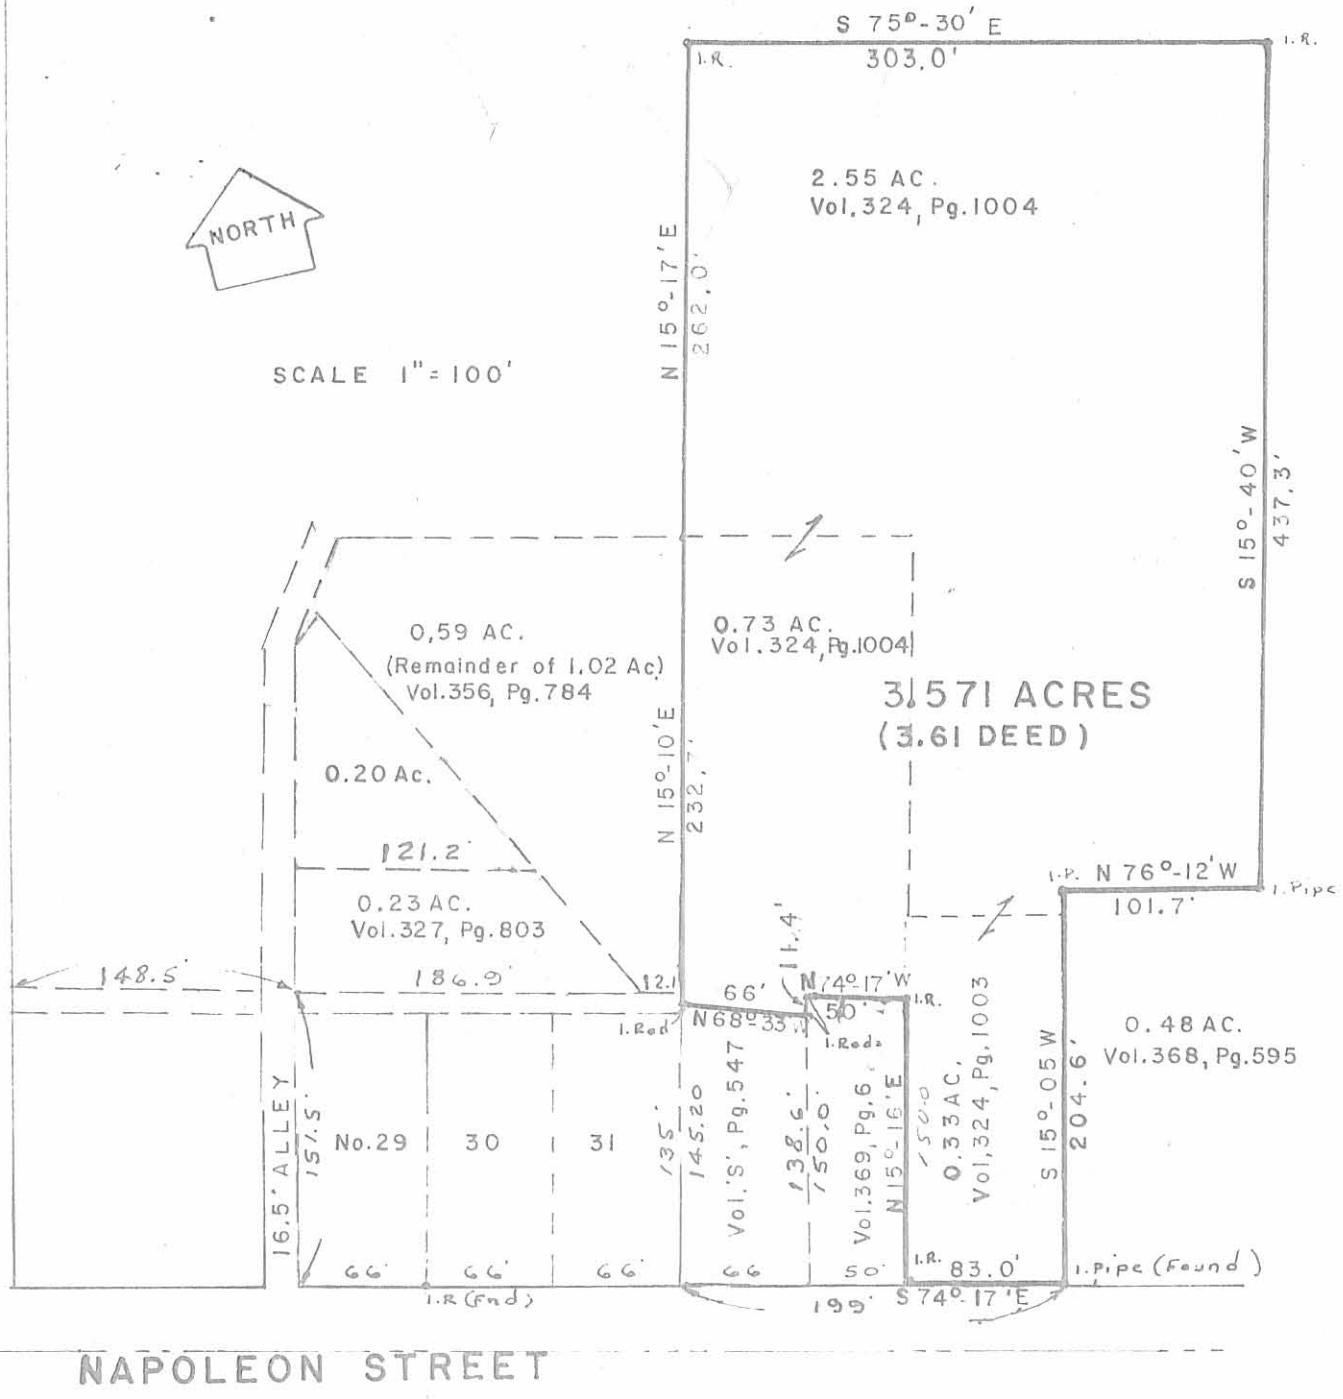 S 75°-30' E
I.R.
303.0'
I.R.
2.55 AC.
Vol.324, Pg.1004
NORTH
N 15°-17'E
262.0'
SCALE 1"=100'
S 15°-40'W
437.3'
0.59 AC.
(Remainder of 1.02 Ac)
Vol.356, Pg.784
0.73 AC.
Vol.324, Pg.1004
3.571 ACRES
(3.61 DEED)
N 15°-10'E
232.7'
0.20 Ac.
121.2'
0.23 AC.
Vol.327, Pg.803
I.P.
N 76°-12'W
I.Pipe
101.7'
148.5'
186.9'
12.1
66'
11.4'
N 74°-17'W
50'
I.R.
I.Rod
N 68°-33'W
I.Rods
16.5' ALLEY
151.5'
No.29
30
31
135'
145.20
Vol.'S', Pg.547
138.6'
150.0'
Vol.369, Pg.6
N 15°-16'E
150.0
0.33 AC.
Vol.324, Pg.1003
S 15°-05 W
204.6'
0.48 AC.
Vol.368, Pg.595
66'
66'
66'
66
50'
I.R.
83.0'
I.Pipe (Found)
I.R (Fnd)
199'
S 74°-17'E
NAPOLEON STREET